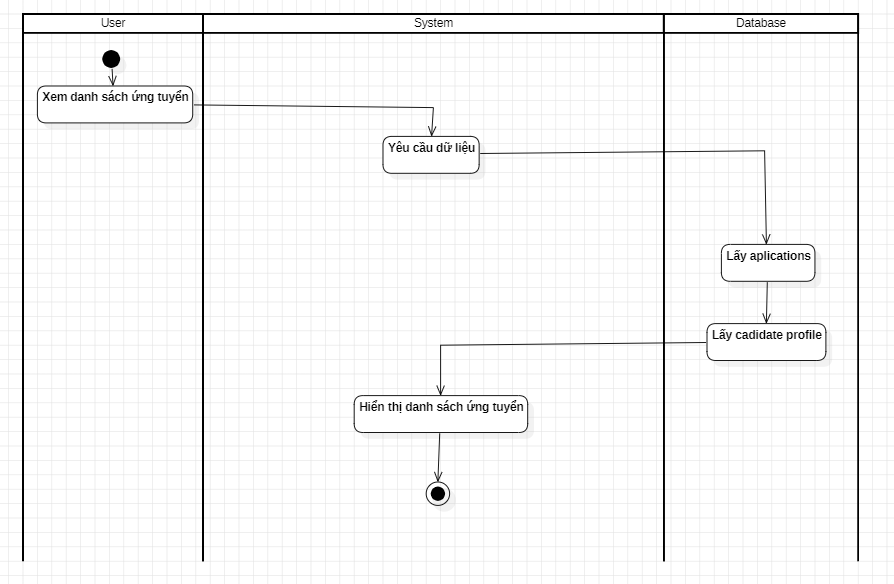 User
System
Database
Xem danh sách ứng tuyển
Yêu cầu dữ liệu
Lấy aplications
Lấy cadidate profile
Hiển thị danh sách ứng tuyển